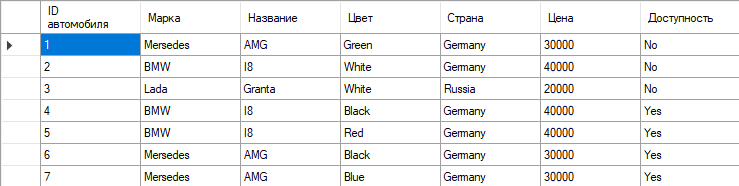 ID автомобиля Марка Название Цвет Страна Цена Доступность
1 Mersedes AMG Green Germany 30000 No
2 BMW I8 White Germany 40000 No
3 Lada Granta White Russia 20000 No
4 BMW I8 Black Germany 40000 Yes
5 BMW I8 Red Germany 40000 Yes
6 Mersedes AMG Black Germany 30000 Yes
7 Mersedes AMG Blue Germany 30000 Yes